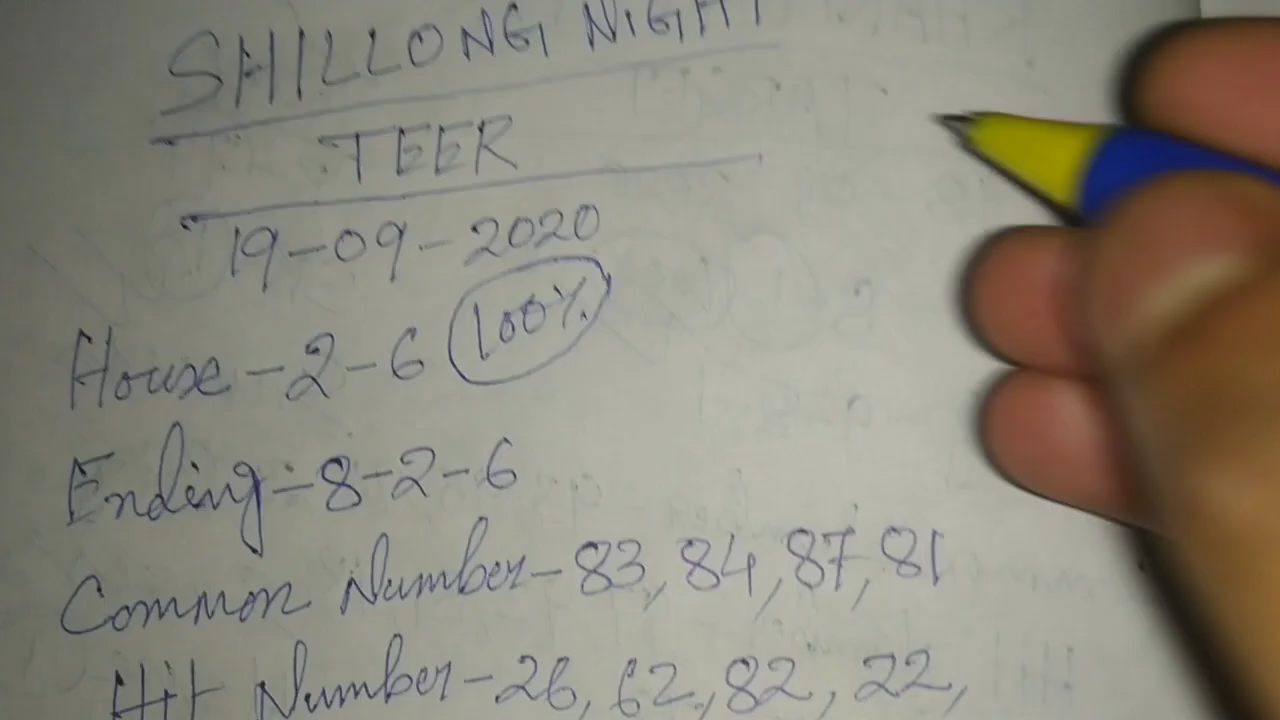 SHILLONG NIGHT
TEER
19-09-2020
House-2-6 100%
Ending:-8-2-6
Common Number-83, 84, 87, 81
Hit Number-26, 62, 82, 22,